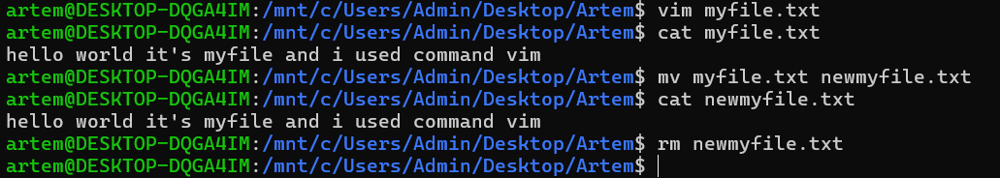 artem@DESKTOP-DQGA4IM:/mnt/c/Users/Admin/Desktop/Artem$ vim myfile.txt
artem@DESKTOP-DQGA4IM:/mnt/c/Users/Admin/Desktop/Artem$ cat myfile.txt
hello world it's myfile and i used command vim
artem@DESKTOP-DQGA4IM:/mnt/c/Users/Admin/Desktop/Artem$ mv myfile.txt newmyfile.txt
artem@DESKTOP-DQGA4IM:/mnt/c/Users/Admin/Desktop/Artem$ cat newmyfile.txt
hello world it's myfile and i used command vim
artem@DESKTOP-DQGA4IM:/mnt/c/Users/Admin/Desktop/Artem$ rm newmyfile.txt
artem@DESKTOP-DQGA4IM:/mnt/c/Users/Admin/Desktop/Artem$